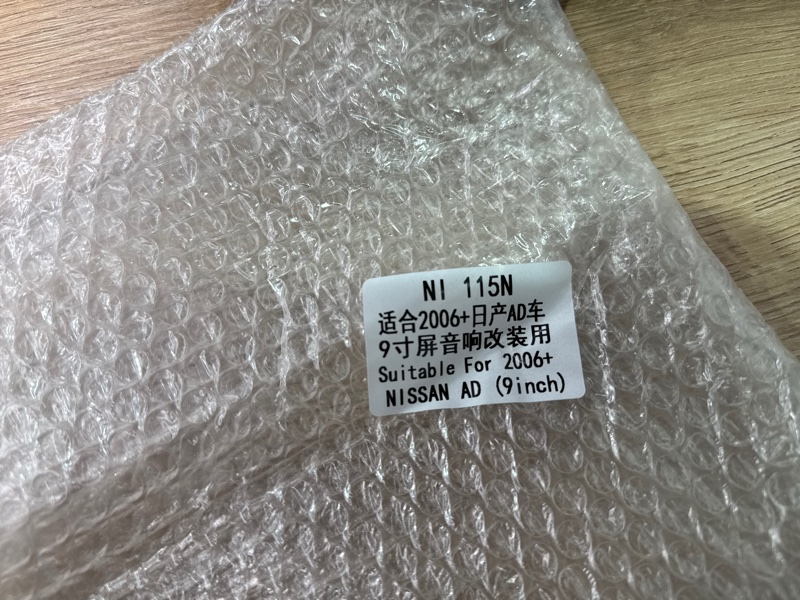 NI 115N
适合2006+日产AD车
9寸屏音响改装用
Suitable For 2006+
NISSAN AD (9inch)